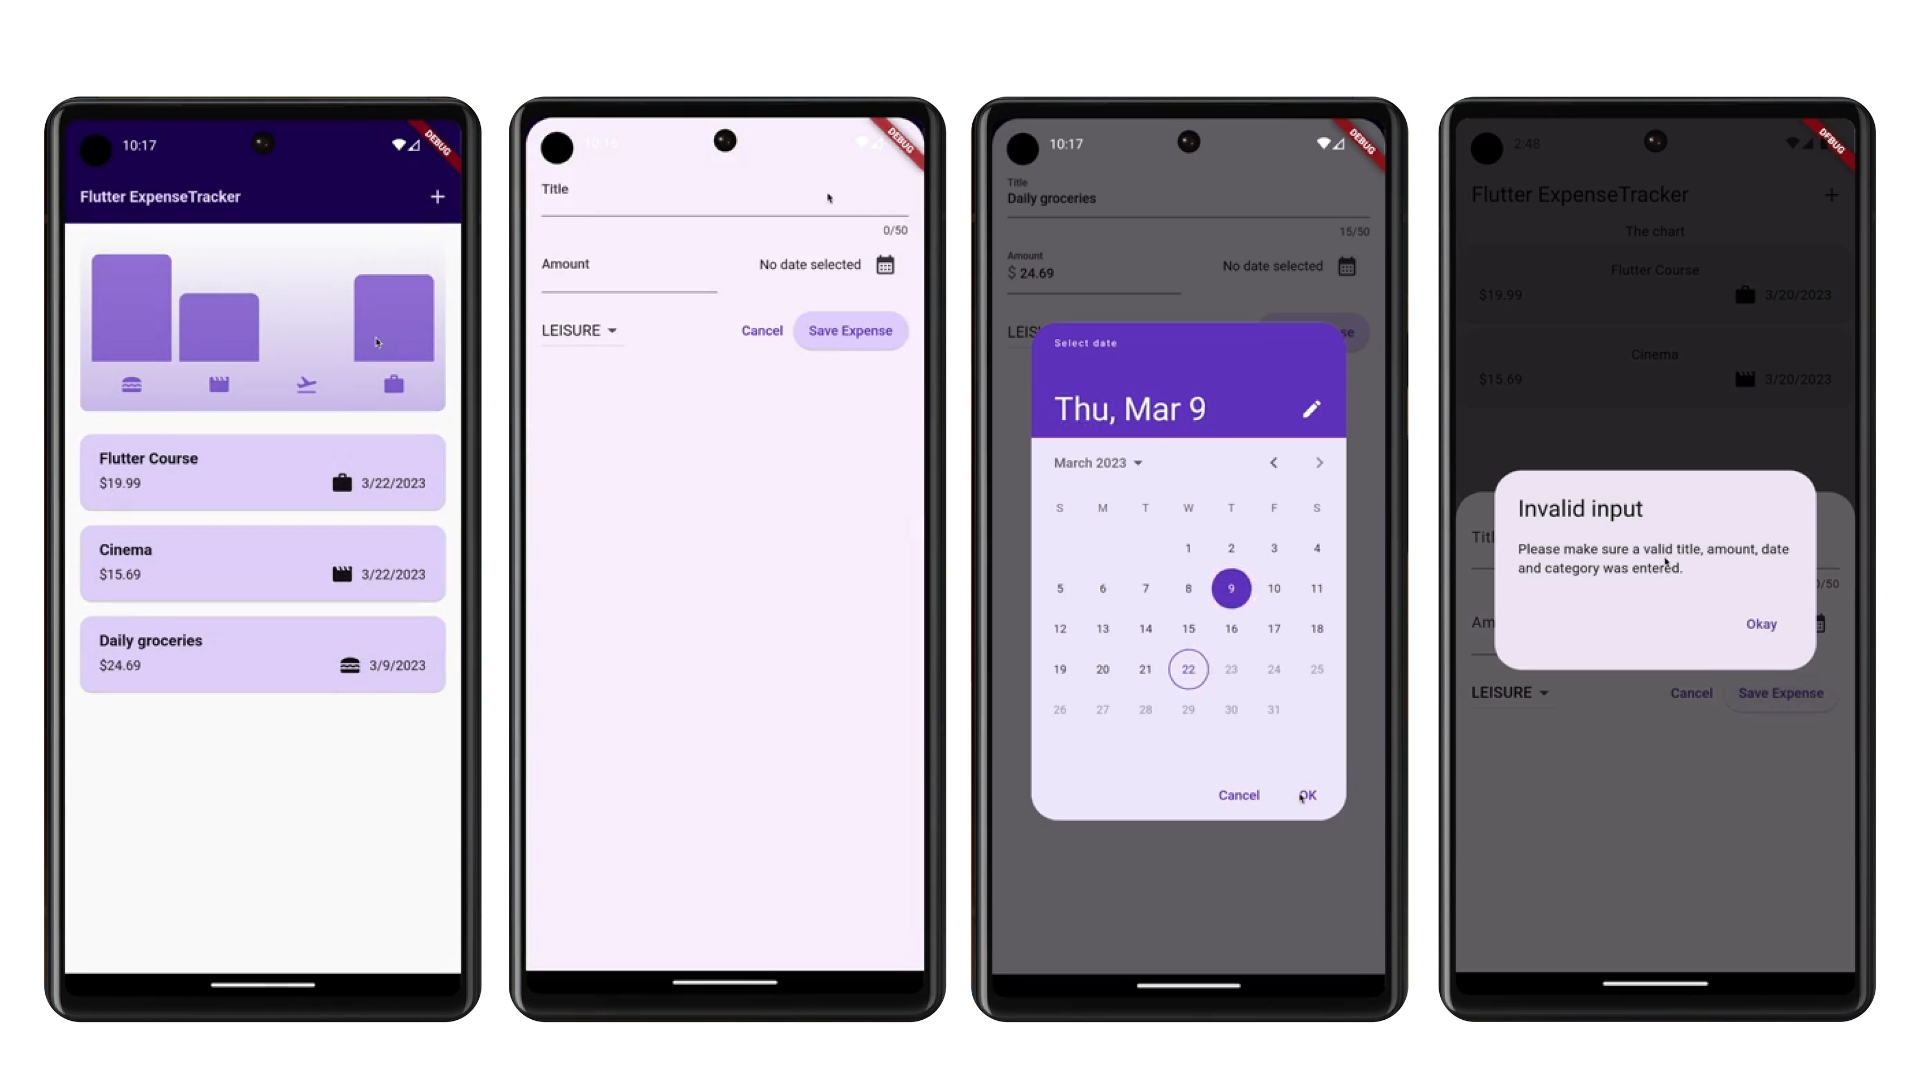 10:17
DEBUG
Flutter ExpenseTracker
Flutter Course
$19.99 3/22/2023
Cinema
$15.69 3/22/2023
Daily groceries
$24.69 3/9/2023
DEBUG
Title
0/50
Amount No date selected
LEISURE Cancel Save Expense
10:17
DEBUG
Title
Daily groceries
15/50
Amount
$ 24.69 No date selected
Select date
Thu, Mar 9
March 2023
S M T W T F S
1 2 3 4
5 6 7 8 9 10 11
12 13 14 15 16 17 18
19 20 21 22 23 24 25
26 27 28 29 30 31
Cancel OK
2:48
DEBUG
Flutter ExpenseTracker
The chart
Flutter Course
$19.99 3/20/2023
Cinema
$15.69 3/20/2023
Invalid input
Please make sure a valid title, amount, date
and category was entered.
Okay
LEISURE Cancel Save Expense